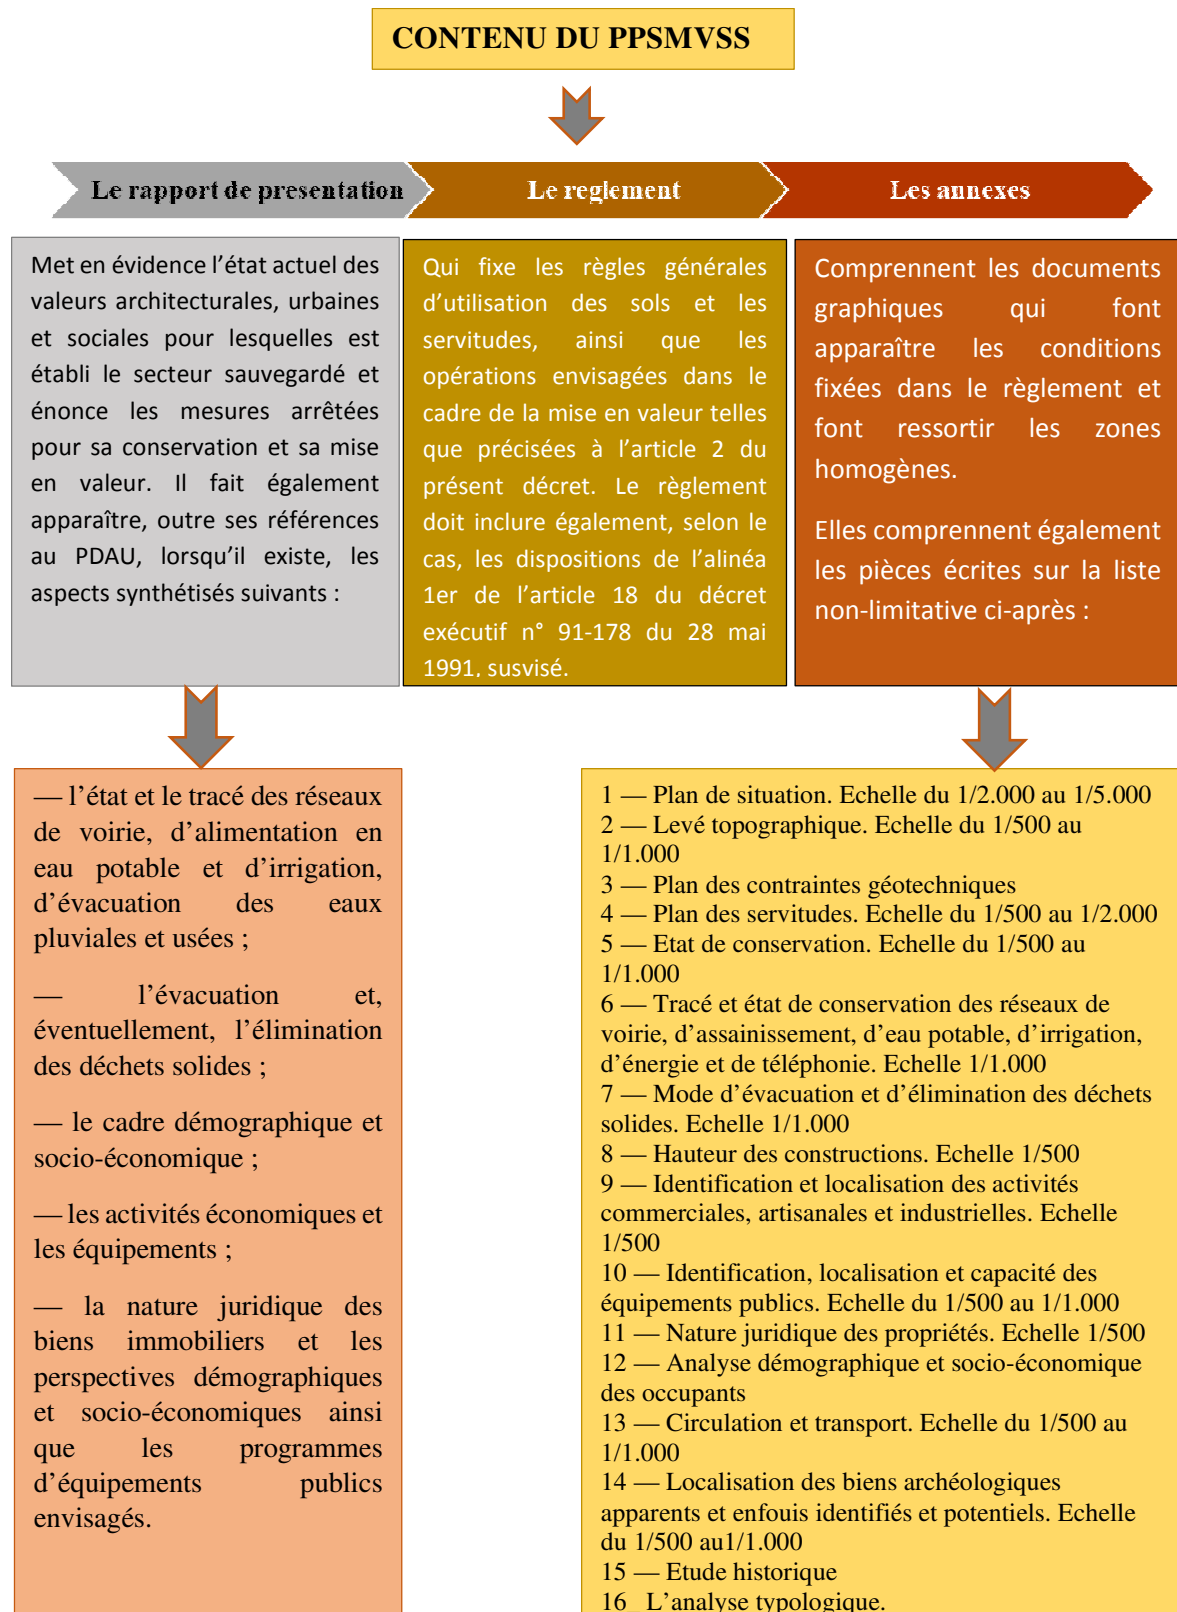 CONTENU DU PPSMVSS
Le rapport de presentation
Le reglement
Les annexes
Met en évidence l’état actuel des
valeurs architecturales, urbaines
et sociales pour lesquelles est
établi le secteur sauvegardé et
énonce les mesures arrêtées
pour sa conservation et sa mise
en valeur. Il fait également
apparaître, outre ses références
au PDAU, lorsqu’il existe, les
aspects synthétisés suivants :
Qui fixe les règles générales
d’utilisation des sols et les
servitudes, ainsi que les
opérations envisagées dans le
cadre de la mise en valeur telles
que précisées à l’article 2 du
présent décret. Le règlement
doit inclure également, selon le
cas, les dispositions de l’alinéa
1er de l’article 18 du décret
exécutif n° 91-178 du 28 mai
1991, susvisé.
Comprennent les documents
graphiques qui font
apparaître les conditions
fixées dans le règlement et
font ressortir les zones
homogènes.
Elles comprennent également
les pièces écrites sur la liste
non-limitative ci-après :
— l’état et le tracé des réseaux
de voirie, d’alimentation en
eau potable et d’irrigation,
d’évacuation des eaux
pluviales et usées ;
— l’évacuation et,
éventuellement, l’élimination
des déchets solides ;
— le cadre démographique et
socio-économique ;
— les activités économiques et
les équipements ;
— la nature juridique des
biens immobiliers et les
perspectives démographiques
et socio-économiques ainsi
que les programmes
d’équipements publics
envisagés.
1 — Plan de situation. Echelle du 1/2.000 au 1/5.000
2 — Levé topographique. Echelle du 1/500 au
1/1.000
3 — Plan des contraintes géotechniques
4 — Plan des servitudes. Echelle du 1/500 au 1/2.000
5 — Etat de conservation. Echelle du 1/500 au
1/1.000
6 — Tracé et état de conservation des réseaux de
voirie, d’assainissement, d’eau potable, d’irrigation,
d’énergie et de téléphonie. Echelle 1/1.000
7 — Mode d’évacuation et d’élimination des déchets
solides. Echelle 1/1.000
8 — Hauteur des constructions. Echelle 1/500
9 — Identification et localisation des activités
commerciales, artisanales et industrielles. Echelle
1/500
10 — Identification, localisation et capacité des
équipements publics. Echelle du 1/500 au 1/1.000
11 — Nature juridique des propriétés. Echelle 1/500
12 — Analyse démographique et socio-économique
des occupants
13 — Circulation et transport. Echelle du 1/500 au
1/1.000
14 — Localisation des biens archéologiques
apparents et enfouis identifiés et potentiels. Echelle
du 1/500 au1/1.000
15 — Etude historique
16_ L’analyse typologique.